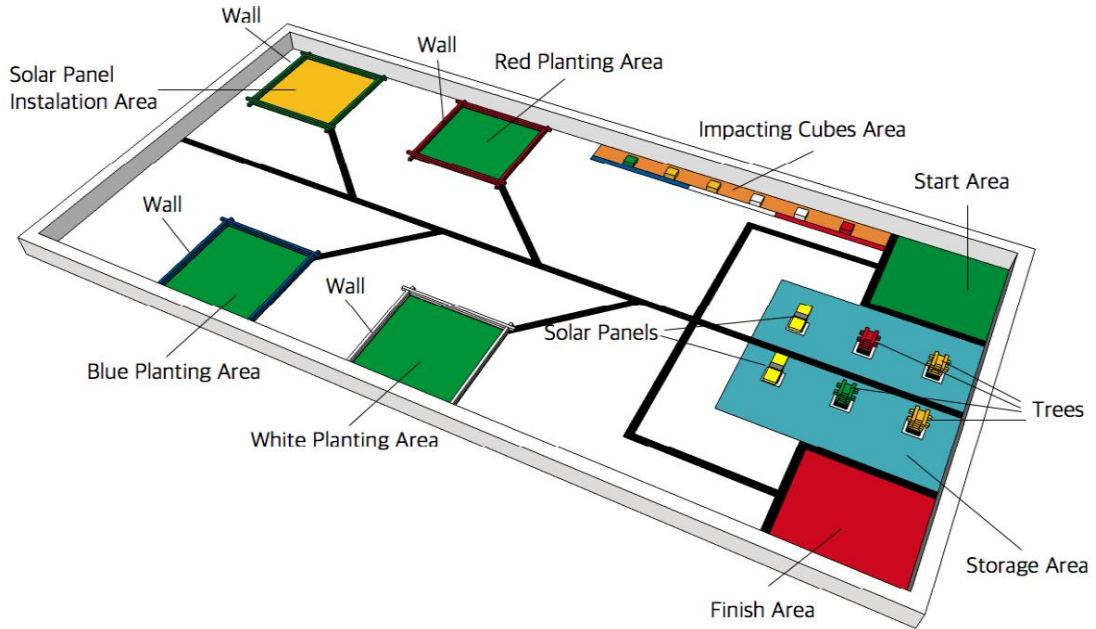 Wall
Wall
Solar Panel
Instalation Area
Red Planting Area
Impacting Cubes Area
Start Area
Wall
Wall
Solar Panels
Blue Planting Area
Trees
White Planting Area
Storage Area
Finish Area